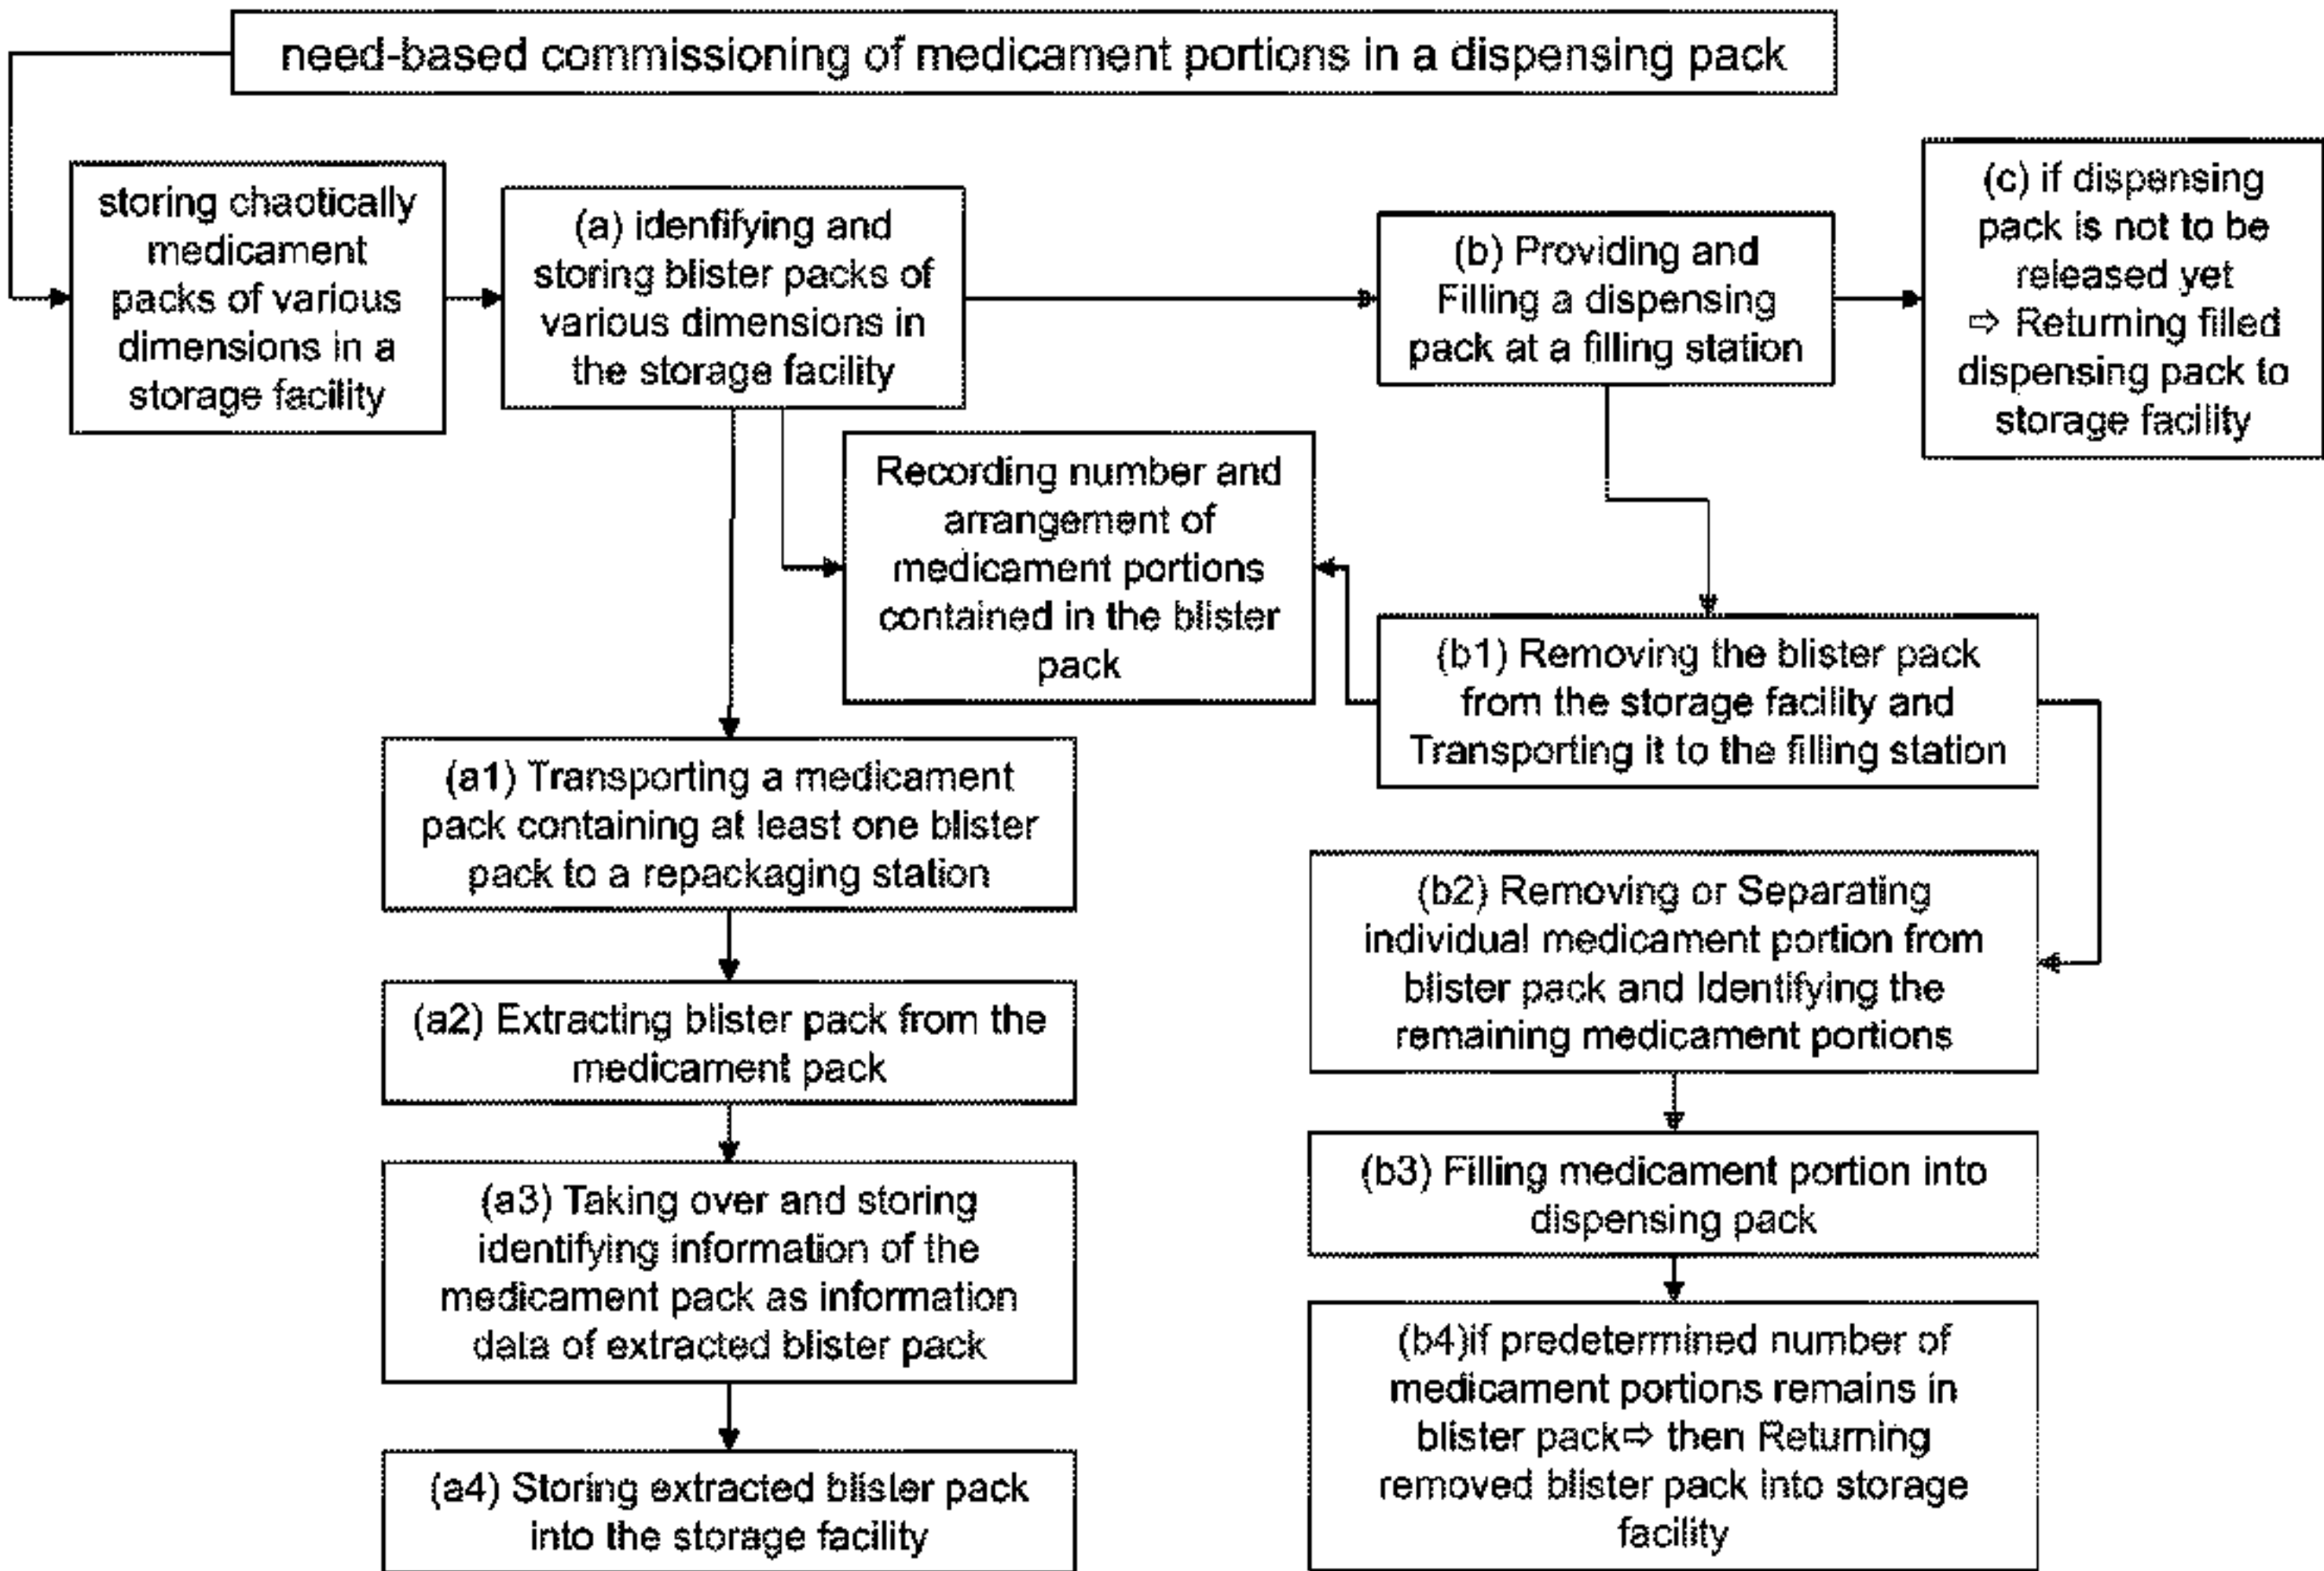 need-based commissioning of medicament portions in a dispensing pack
storing chaotically
medicament
packs of various
dimensions in a
storage facility
(a) idenfifying and
storing blister packs of
various dimensions in
the storage facility
(b) Providing and
Filling a dispensing
pack at a filling station
(c) if dispensing
pack is not to be
released yet
⇨ Returning filled
dispensing pack to
storage facility
Recording number and
arrangement of
medicament portions
contained in the blister
pack
(a1) Transporting a medicament
pack containing at least one blister
pack to a repackaging station
(a2) Extracting blister pack from the
medicament pack
(a3) Taking over and storing
identifying information of the
medicament pack as information
data of extracted blister pack
(a4) Storing extracted blister pack
into the storage facility
(b1) Removing the blister pack
from the storage facility and
Transporting it to the filling station
(b2) Removing or Separating
individual medicament portion from
blister pack and Identifying the
remaining medicament portions
(b3) Filling medicament portion into
dispensing pack
(b4)if predetermined number of
medicament portions remains in
blister pack⇨ then Returning
removed blister pack into storage
facility